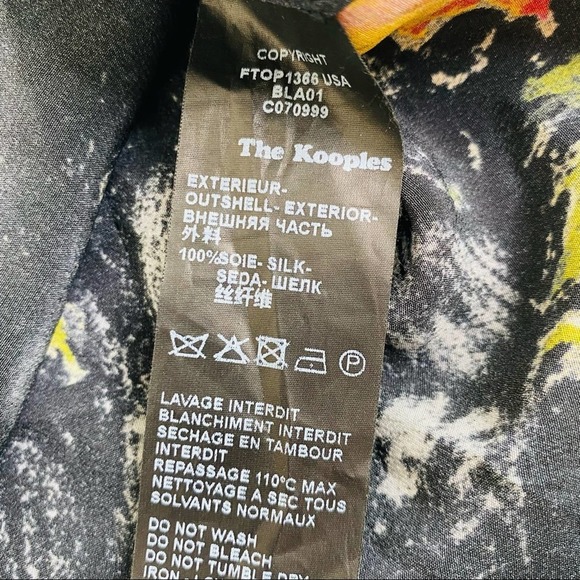 COPYRIGHT
FTOP1366 USA
BLA01
C070999
The Kooples
EXTERIEUR-
OUTSHELL- EXTERIOR-
ВНЕШНЯЯ ЧАСТЬ
外料
100%SOIE- SILK-
SEDA- ШЕЛК
丝纤维
P
LAVAGE INTERDIT
BLANCHIMENT INTERDIT
SECHAGE EN TAMBOUR
INTERDIT
REPASSAGE 110°C MAX
NETTOYAGE A SEC TOUS
SOLVANTS NORMAUX
DO NOT WASH
DO NOT BLEACH
DO NOT TUMBLE DRY
IRON